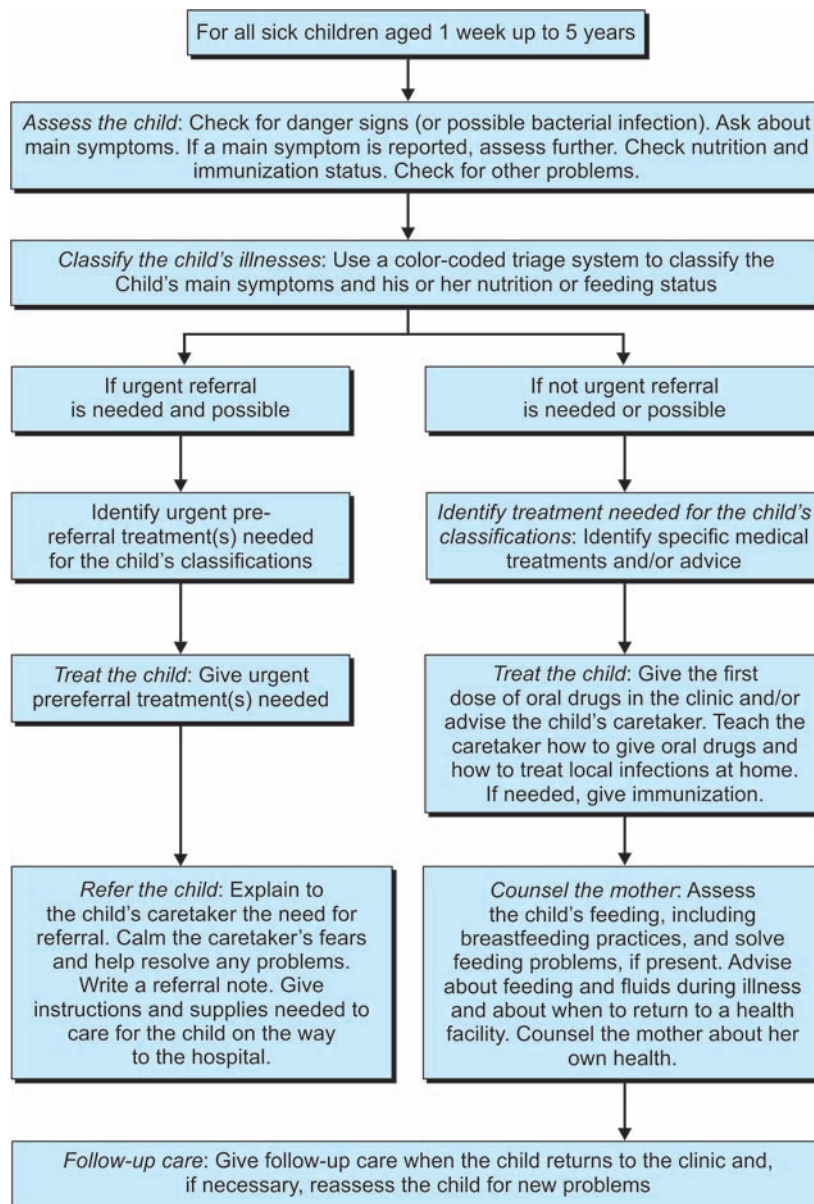 For all sick children aged 1 week up to 5 years
Assess the child: Check for danger signs (or possible bacterial infection). Ask about
main symptoms. If a main symptom is reported, assess further. Check nutrition and
immunization status. Check for other problems.
Classify the child's illnesses: Use a color-coded triage system to classify the
Child's main symptoms and his or her nutrition or feeding status
If urgent referral
is needed and possible
Identify urgent pre-
referral treatment(s) needed
for the child's classifications
Treat the child: Give urgent
prereferral treatment(s) needed
Refer the child: Explain to
the child's caretaker the need for
referral. Calm the caretaker's fears
and help resolve any problems.
Write a referral note. Give
instructions and supplies needed to
care for the child on the way
to the hospital.
If not urgent referral
is needed or possible
Identify treatment needed for the child's
classifications: Identify specific medical
treatments and/or advice
Treat the child: Give the first
dose of oral drugs in the clinic and/or
advise the child's caretaker. Teach the
caretaker how to give oral drugs and
how to treat local infections at home.
If needed, give immunization.
Counsel the mother: Assess
the child's feeding, including
breastfeeding practices, and solve
feeding problems, if present. Advise
about feeding and fluids during illness
and about when to return to a health
facility. Counsel the mother about her
own health.
Follow-up care: Give follow-up care when the child returns to the clinic and,
if necessary, reassess the child for new problems